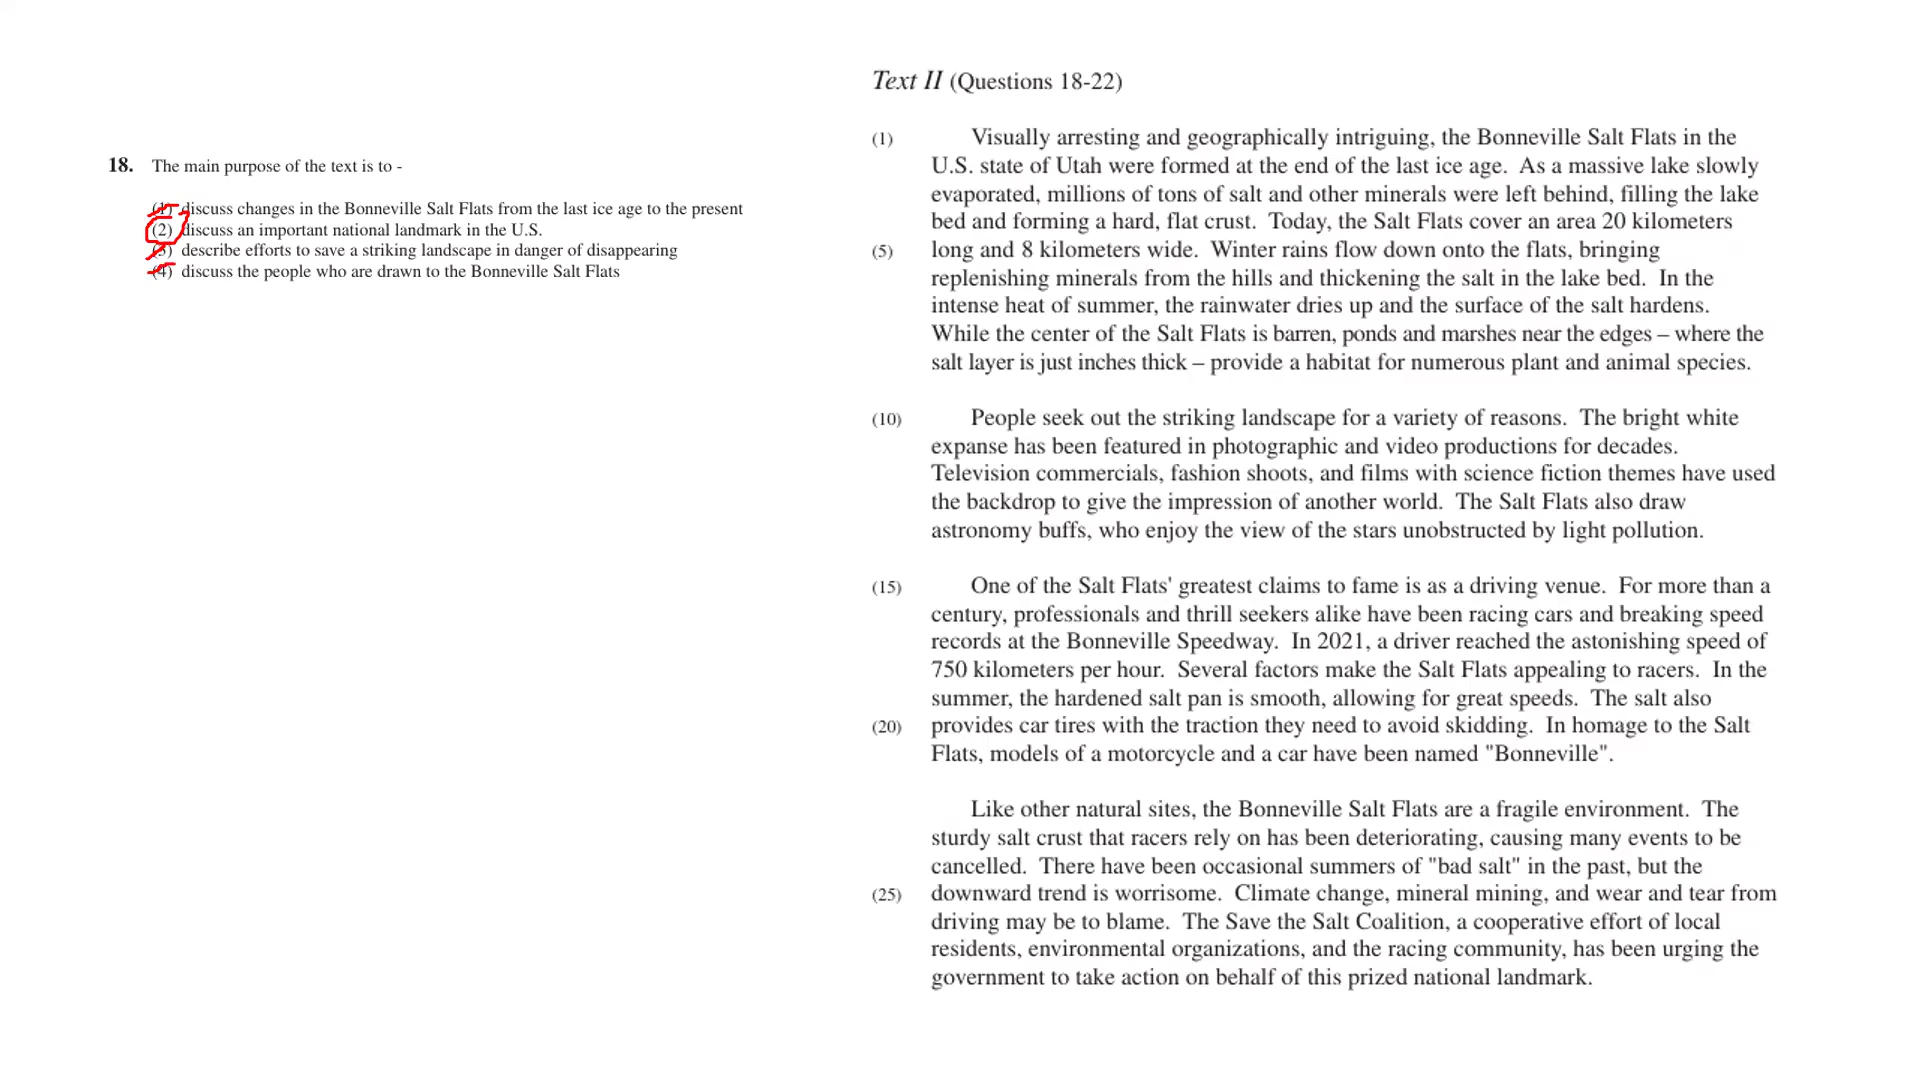 18. The main purpose of the text is to -
(1) discuss changes in the Bonneville Salt Flats from the last ice age to the present
(2) discuss an important national landmark in the U.S.
(3) describe efforts to save a striking landscape in danger of disappearing
(4) discuss the people who are drawn to the Bonneville Salt Flats
Text II (Questions 18-22)
(1) Visually arresting and geographically intriguing, the Bonneville Salt Flats in the
U.S. state of Utah were formed at the end of the last ice age. As a massive lake slowly
evaporated, millions of tons of salt and other minerals were left behind, filling the lake
bed and forming a hard, flat crust. Today, the Salt Flats cover an area 20 kilometers
(5) long and 8 kilometers wide. Winter rains flow down onto the flats, bringing
replenishing minerals from the hills and thickening the salt in the lake bed. In the
intense heat of summer, the rainwater dries up and the surface of the salt hardens.
While the center of the Salt Flats is barren, ponds and marshes near the edges – where the
salt layer is just inches thick – provide a habitat for numerous plant and animal species.
(10) People seek out the striking landscape for a variety of reasons. The bright white
expanse has been featured in photographic and video productions for decades.
Television commercials, fashion shoots, and films with science fiction themes have used
the backdrop to give the impression of another world. The Salt Flats also draw
astronomy buffs, who enjoy the view of the stars unobstructed by light pollution.
(15) One of the Salt Flats' greatest claims to fame is as a driving venue. For more than a
century, professionals and thrill seekers alike have been racing cars and breaking speed
records at the Bonneville Speedway. In 2021, a driver reached the astonishing speed of
750 kilometers per hour. Several factors make the Salt Flats appealing to racers. In the
summer, the hardened salt pan is smooth, allowing for great speeds. The salt also
(20) provides car tires with the traction they need to avoid skidding. In homage to the Salt
Flats, models of a motorcycle and a car have been named "Bonneville".
Like other natural sites, the Bonneville Salt Flats are a fragile environment. The
sturdy salt crust that racers rely on has been deteriorating, causing many events to be
cancelled. There have been occasional summers of "bad salt" in the past, but the
(25) downward trend is worrisome. Climate change, mineral mining, and wear and tear from
driving may be to blame. The Save the Salt Coalition, a cooperative effort of local
residents, environmental organizations, and the racing community, has been urging the
government to take action on behalf of this prized national landmark.